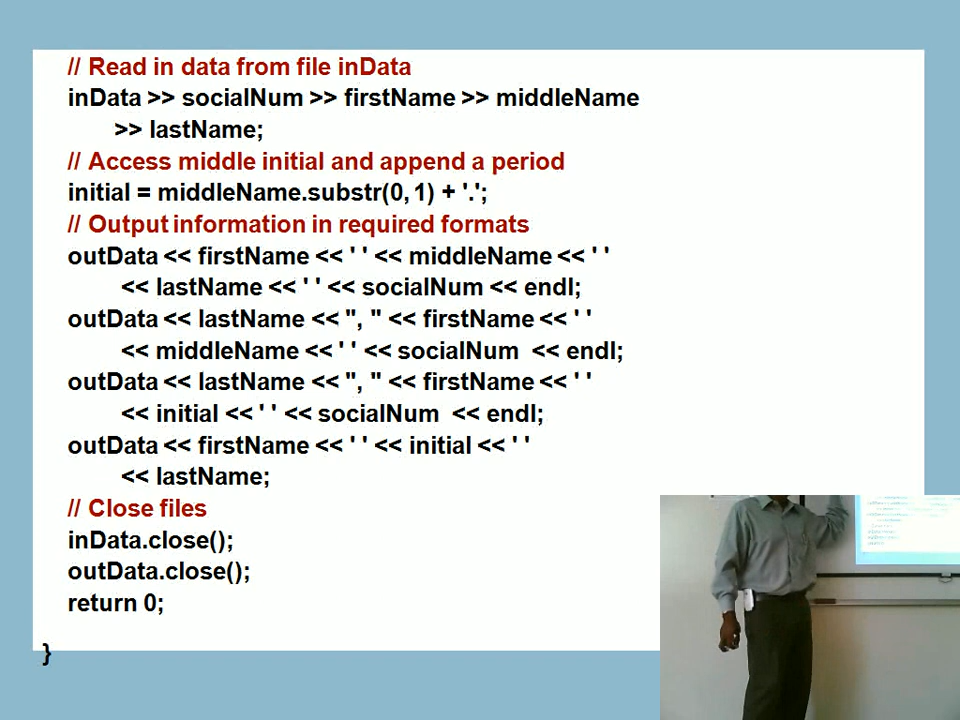 // Read in data from file inData
inData >> socialNum >> firstName >> middleName
>> lastName;
// Access middle initial and append a period
initial = middleName.substr(0, 1) + '.';
// Output information in required formats
outData << firstName << ' ' << middleName << ' '
<< lastName << ' ' << socialNum << endl;
outData << lastName << ", " << firstName << ' '
<< middleName << ' ' << socialNum << endl;
outData << lastName << ", " << firstName << ' '
<< initial << ' ' << socialNum << endl;
outData << firstName << ' ' << initial << ' '
<< lastName;
// Close files
inData.close();
outData.close();
return 0;
}